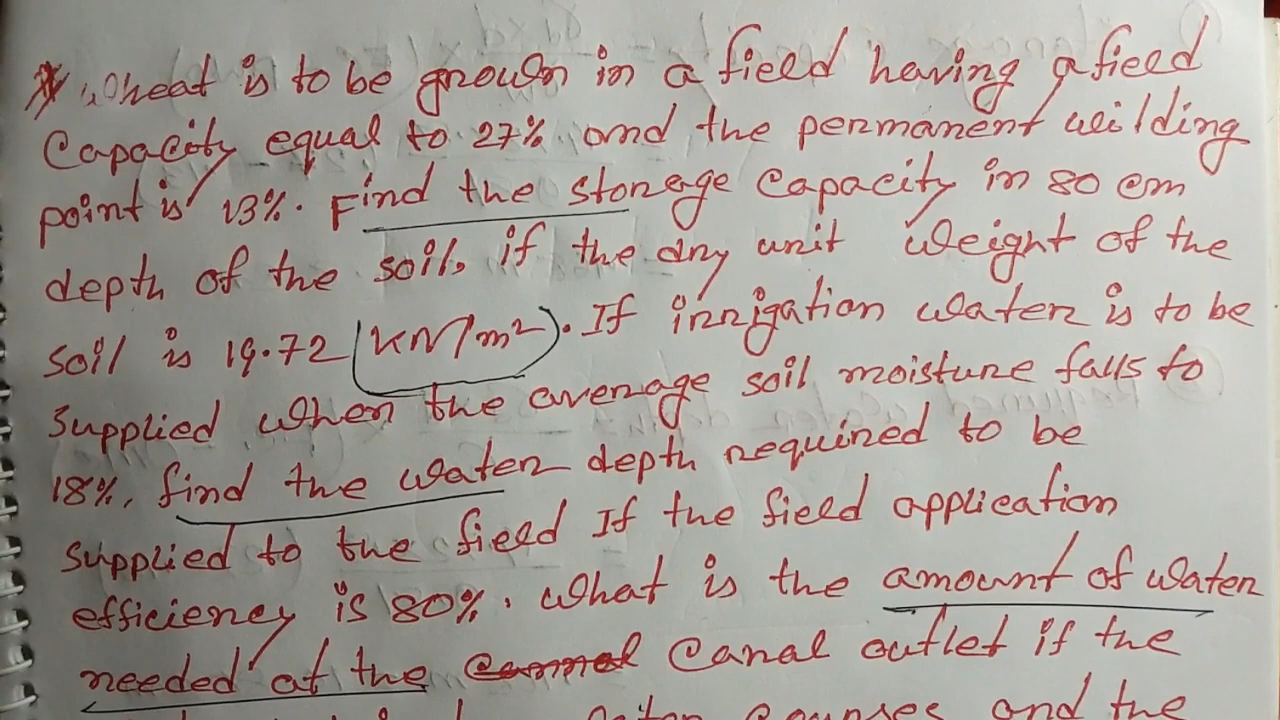 * Wheat is to be grown in a field having a field
Capacity equal to 27% and the permanent wilding
point is 13%. Find the storage capacity in 80 cm
depth of the soil, if the dry unit weight of the
soil is 14.72 (KN/m²). If irrigation water is to be
Supplied when the average soil moisture falls to
18%, find the water depth required to be
Supplied to the field If the field application
efficiency is 80%. What is the amount of water
needed at the Canal outlet if the
and the